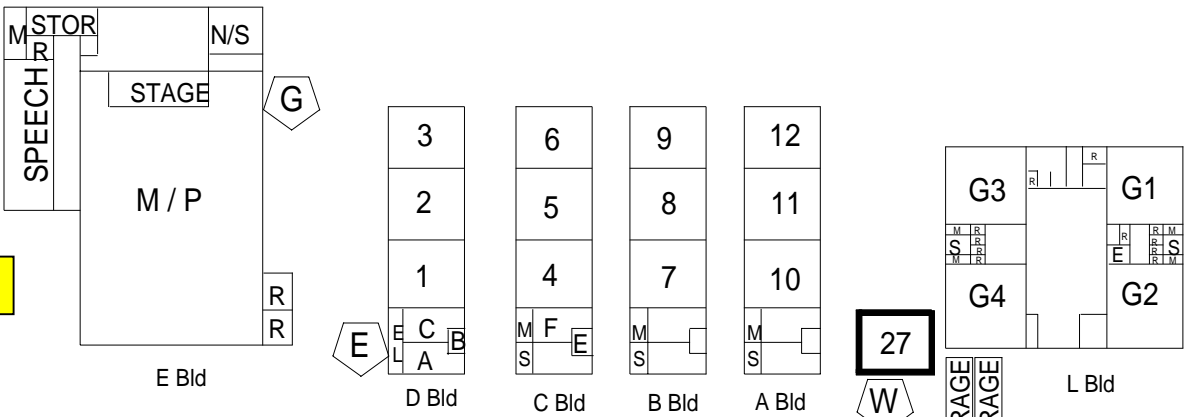 M STOR N/S
R
SPEECH
STAGE
G
M / P
R
R
E Bld
3
2
1
E C
L A B
E
D Bld
6
5
4
M F
S E
C Bld
9
8
7
M
S
B Bld
12
11
10
M
S
A Bld
27
W
G3 R R G1
M R R R M
S R E R S
R R
M R R M
G4 G2
RAGE
RAGE
L Bld